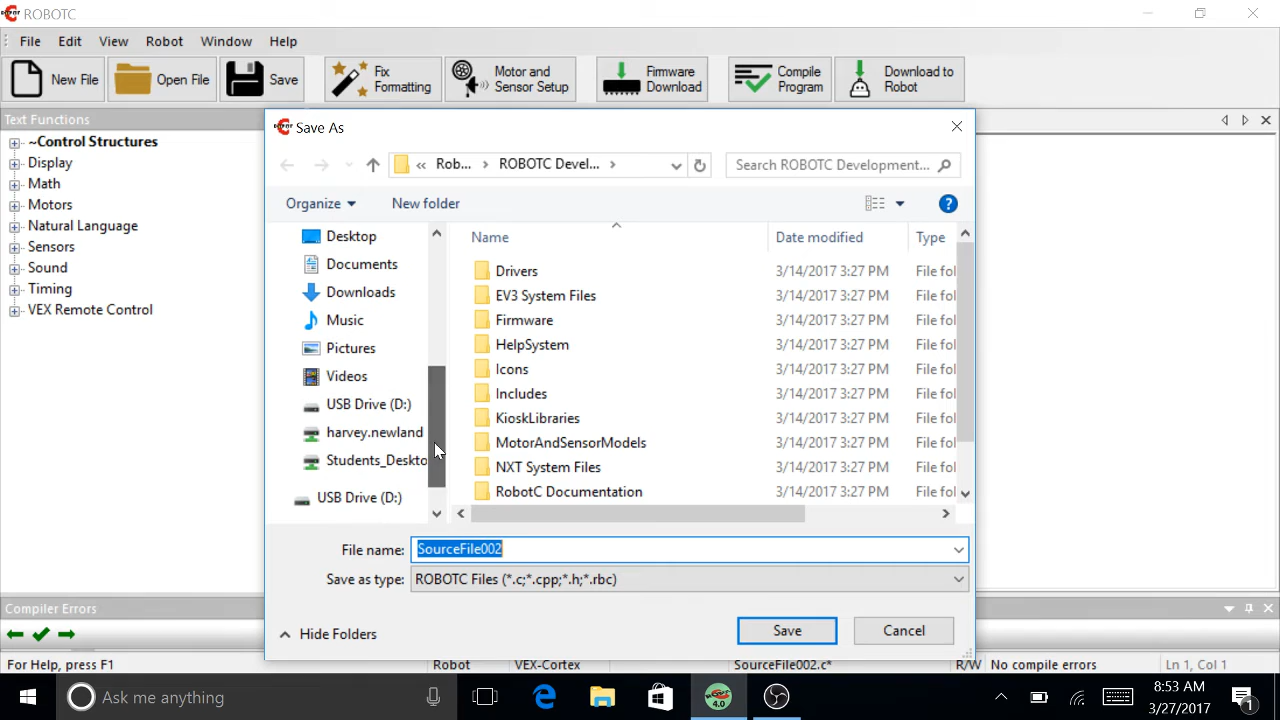 ROBOTC
File Edit View Robot Window Help
New File
Open File
Save
Fix Formatting
Motor and Sensor Setup
Firmware Download
Compile Program
Download to Robot
Text Functions
~Control Structures
Display
Math
Motors
Natural Language
Sensors
Sound
Timing
VEX Remote Control
Save As
« Rob... > ROBOTC Devel... >
Search ROBOTC Development...
Organize
New folder
Desktop
Documents
Downloads
Music
Pictures
Videos
USB Drive (D:)
harvey.newland
Students_Deskto
USB Drive (D:)
Name Date modified Type
Drivers 3/14/2017 3:27 PM File fol
EV3 System Files 3/14/2017 3:27 PM File fol
Firmware 3/14/2017 3:27 PM File fol
HelpSystem 3/14/2017 3:27 PM File fol
Icons 3/14/2017 3:27 PM File fol
Includes 3/14/2017 3:27 PM File fol
KioskLibraries 3/14/2017 3:27 PM File fol
MotorAndSensorModels 3/14/2017 3:27 PM File fol
NXT System Files 3/14/2017 3:27 PM File fol
RobotC Documentation 3/14/2017 3:27 PM File fol
File name: SourceFile002
Save as type: ROBOTC Files (*.c;*.cpp;*.h;*.rbc)
Hide Folders
Save
Cancel
Compiler Errors
For Help, press F1 Robot VEX-Cortex SourceFile002.c* R/W No compile errors Ln 1, Col 1
Ask me anything
4.0
8:53 AM
3/27/2017
1